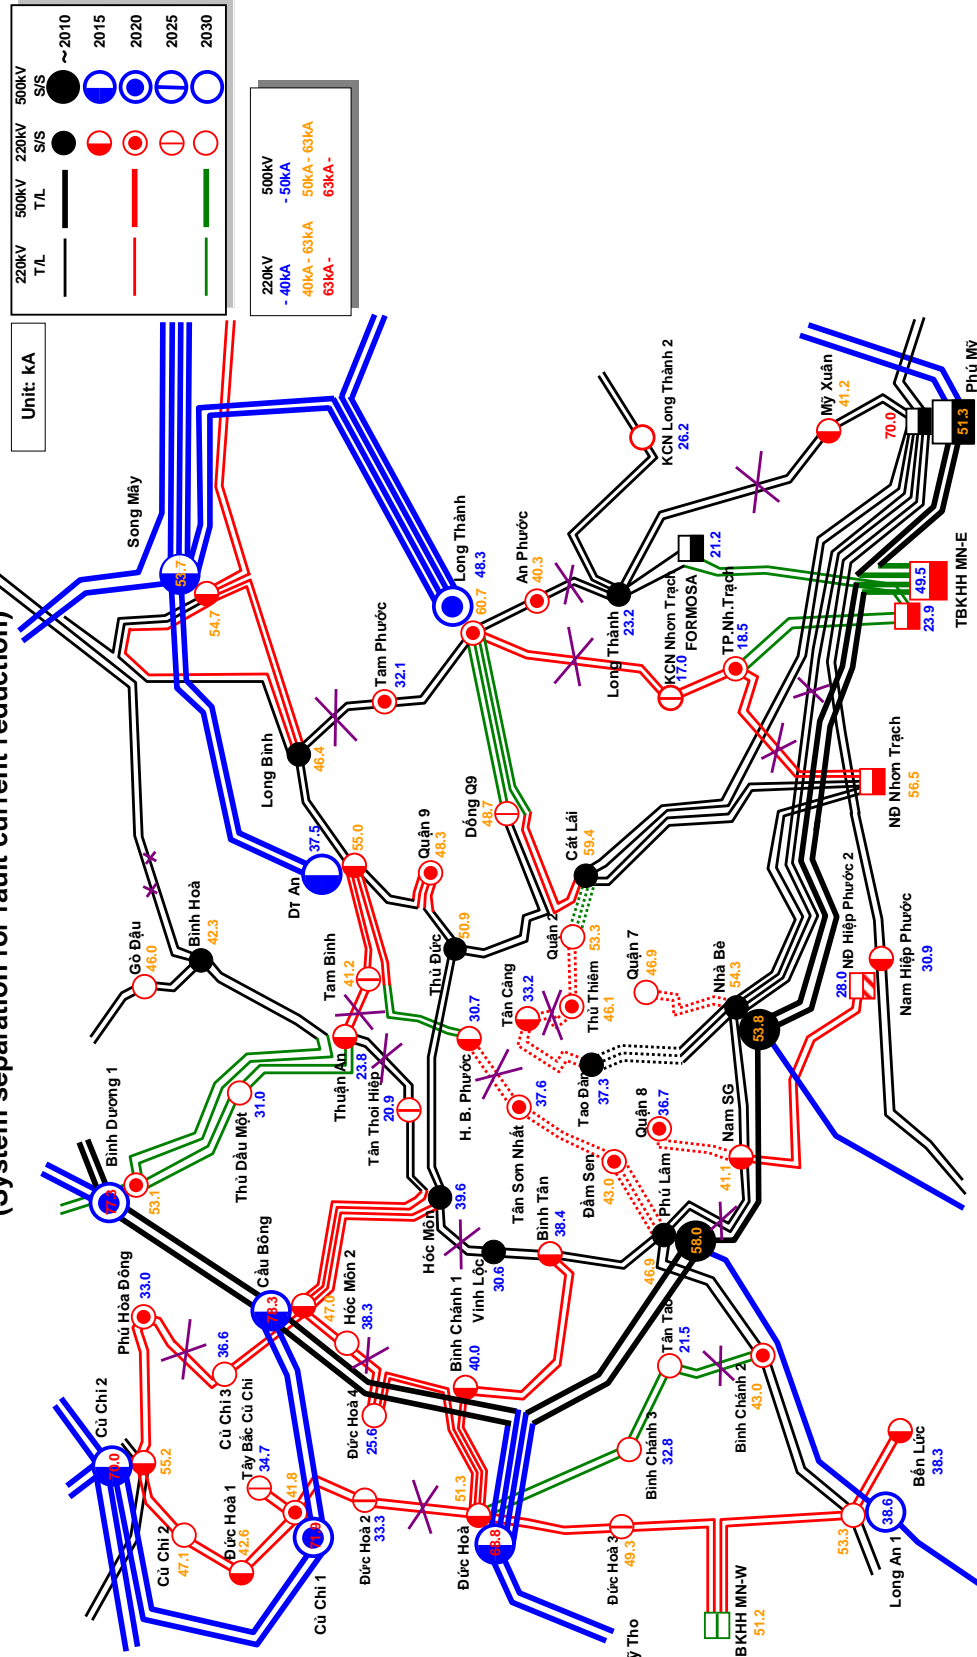 (System separation for fault current reduction)
Unit: kA
220kV
T/L
500kV
T/L
220kV
S/S
500kV
S/S
~2010
2015
2020
2025
2030
220kV
500kV
- 40kA
- 50kA
40kA - 63kA
50kA - 63kA
63kA -
63kA -
Song Mây
53.7
54.7
Long Thành
48.3
60.7
An Phước
40.3
KCN Long Thành 2
26.2
Mỹ Xuân
41.2
70.0
Phú Mỹ
51.3
Long Thành
23.2
21.2
FORMOSA
KCN Nhơn Trạch
17.0
TP.Nh.Trạch
18.5
TBKHH MN-E
49.5
23.9
Tam Phước
32.1
Long Bình
46.4
DT An
37.5
55.0
Quận 9
48.3
Dông Q9
48.7
Cát Lái
59.4
NĐ Nhơn Trạch
56.5
Gò Đậu
46.0
Bình Hoà
42.3
Tam Bình
41.2
Thủ Đức
50.9
Quận 2
53.3
Quận 7
46.9
Nhà Bè
54.3
53.8
NĐ Hiệp Phước 2
28.0
Nam Hiệp Phước
30.9
Tân Cảng
33.2
Thủ Thiêm
46.1
Tao Đàn
37.3
H. B. Phước
30.7
Thuận An
23.8
Tân Thoi Hiệp
20.9
Tân Sơn Nhất
37.6
Quận 8
36.7
Nam SG
41.1
Đầm Sen
43.0
Phú Lâm
46.9
58.0
Bình Dương 1
77.8
53.1
Thủ Dầu Một
31.0
Hóc Môn
39.6
Vĩnh Lộc
30.6
Bình Tân
38.4
Cầu Bông
78.3
47.0
Phú Hòa Đông
33.0
Củ Chi 3
36.6
Hóc Môn 2
38.3
Bình Chánh 1
40.0
Đức Hoà 4
25.6
Tân Tạo
21.5
Bình Chánh 2
43.0
Bình Chánh 3
32.8
Bến Lức
38.3
Long An 1
38.6
53.3
Củ Chi 2
70.0
55.2
Củ Chi 2
47.1
Tây Bắc Củ Chi
34.7
Đức Hoà 1
42.6
41.8
Củ Chi 1
71.9
Đức Hoà 2
33.3
Đức Hoà
51.3
68.8
Đức Hoà 3
49.3
BKHH MN-W
51.2
ỹ Tho